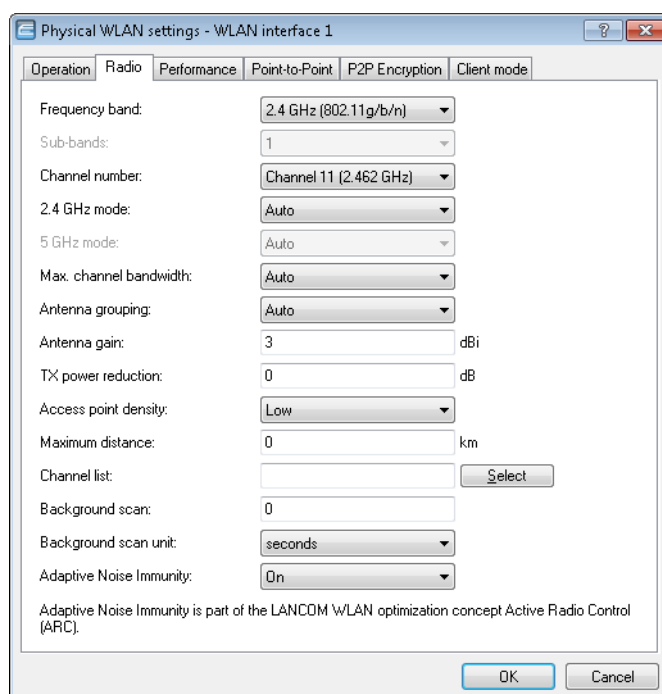 Physical WLAN settings - WLAN interface 1
Operation Radio Performance Point-to-Point P2P Encryption Client mode
Frequency band: 2.4 GHz (802.11g/b/n)
Sub-bands: 1
Channel number: Channel 11 (2.462 GHz)
2.4 GHz mode: Auto
5 GHz mode: Auto
Max. channel bandwidth: Auto
Antenna grouping: Auto
Antenna gain: 3 dBi
TX power reduction: 0 dB
Access point density: Low
Maximum distance: 0 km
Channel list: Select
Background scan: 0
Background scan unit: seconds
Adaptive Noise Immunity: On
Adaptive Noise Immunity is part of the LANCOM WLAN optimization concept Active Radio Control
(ARC).
OK Cancel